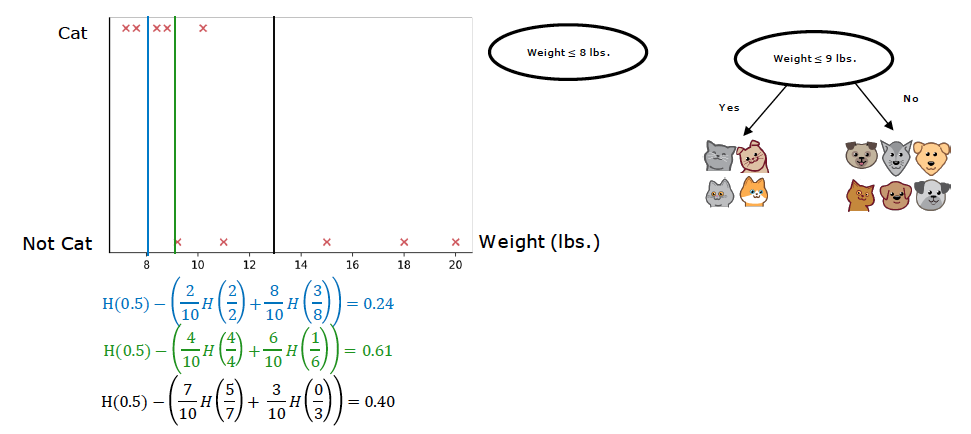 Cat
Weight ≤ 8 lbs.
Weight ≤ 9 lbs.
Yes
No
Not Cat
Weight (lbs.)
8 10 12 14 16 18 20
H(0.5) − (2/10 H(2/2) + 8/10 H(3/8)) = 0.24
H(0.5) − (4/10 H(4/4) + 6/10 H(1/6)) = 0.61
H(0.5) − (7/10 H(5/7) + 3/10 H(0/3)) = 0.40